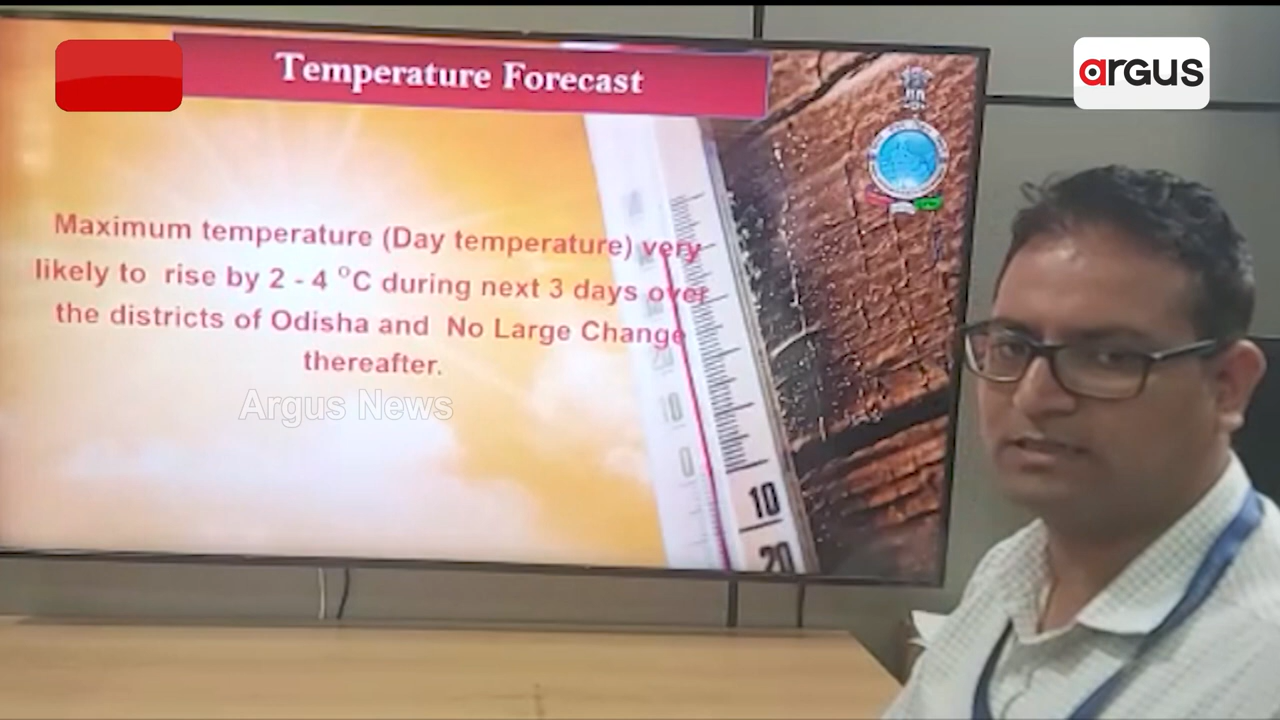 Temperature Forecast
argus
Maximum temperature (Day temperature) very
likely to rise by 2 - 4 °C during next 3 days over
the districts of Odisha and No Large Change
thereafter.
Argus News
20
10
0
10
20